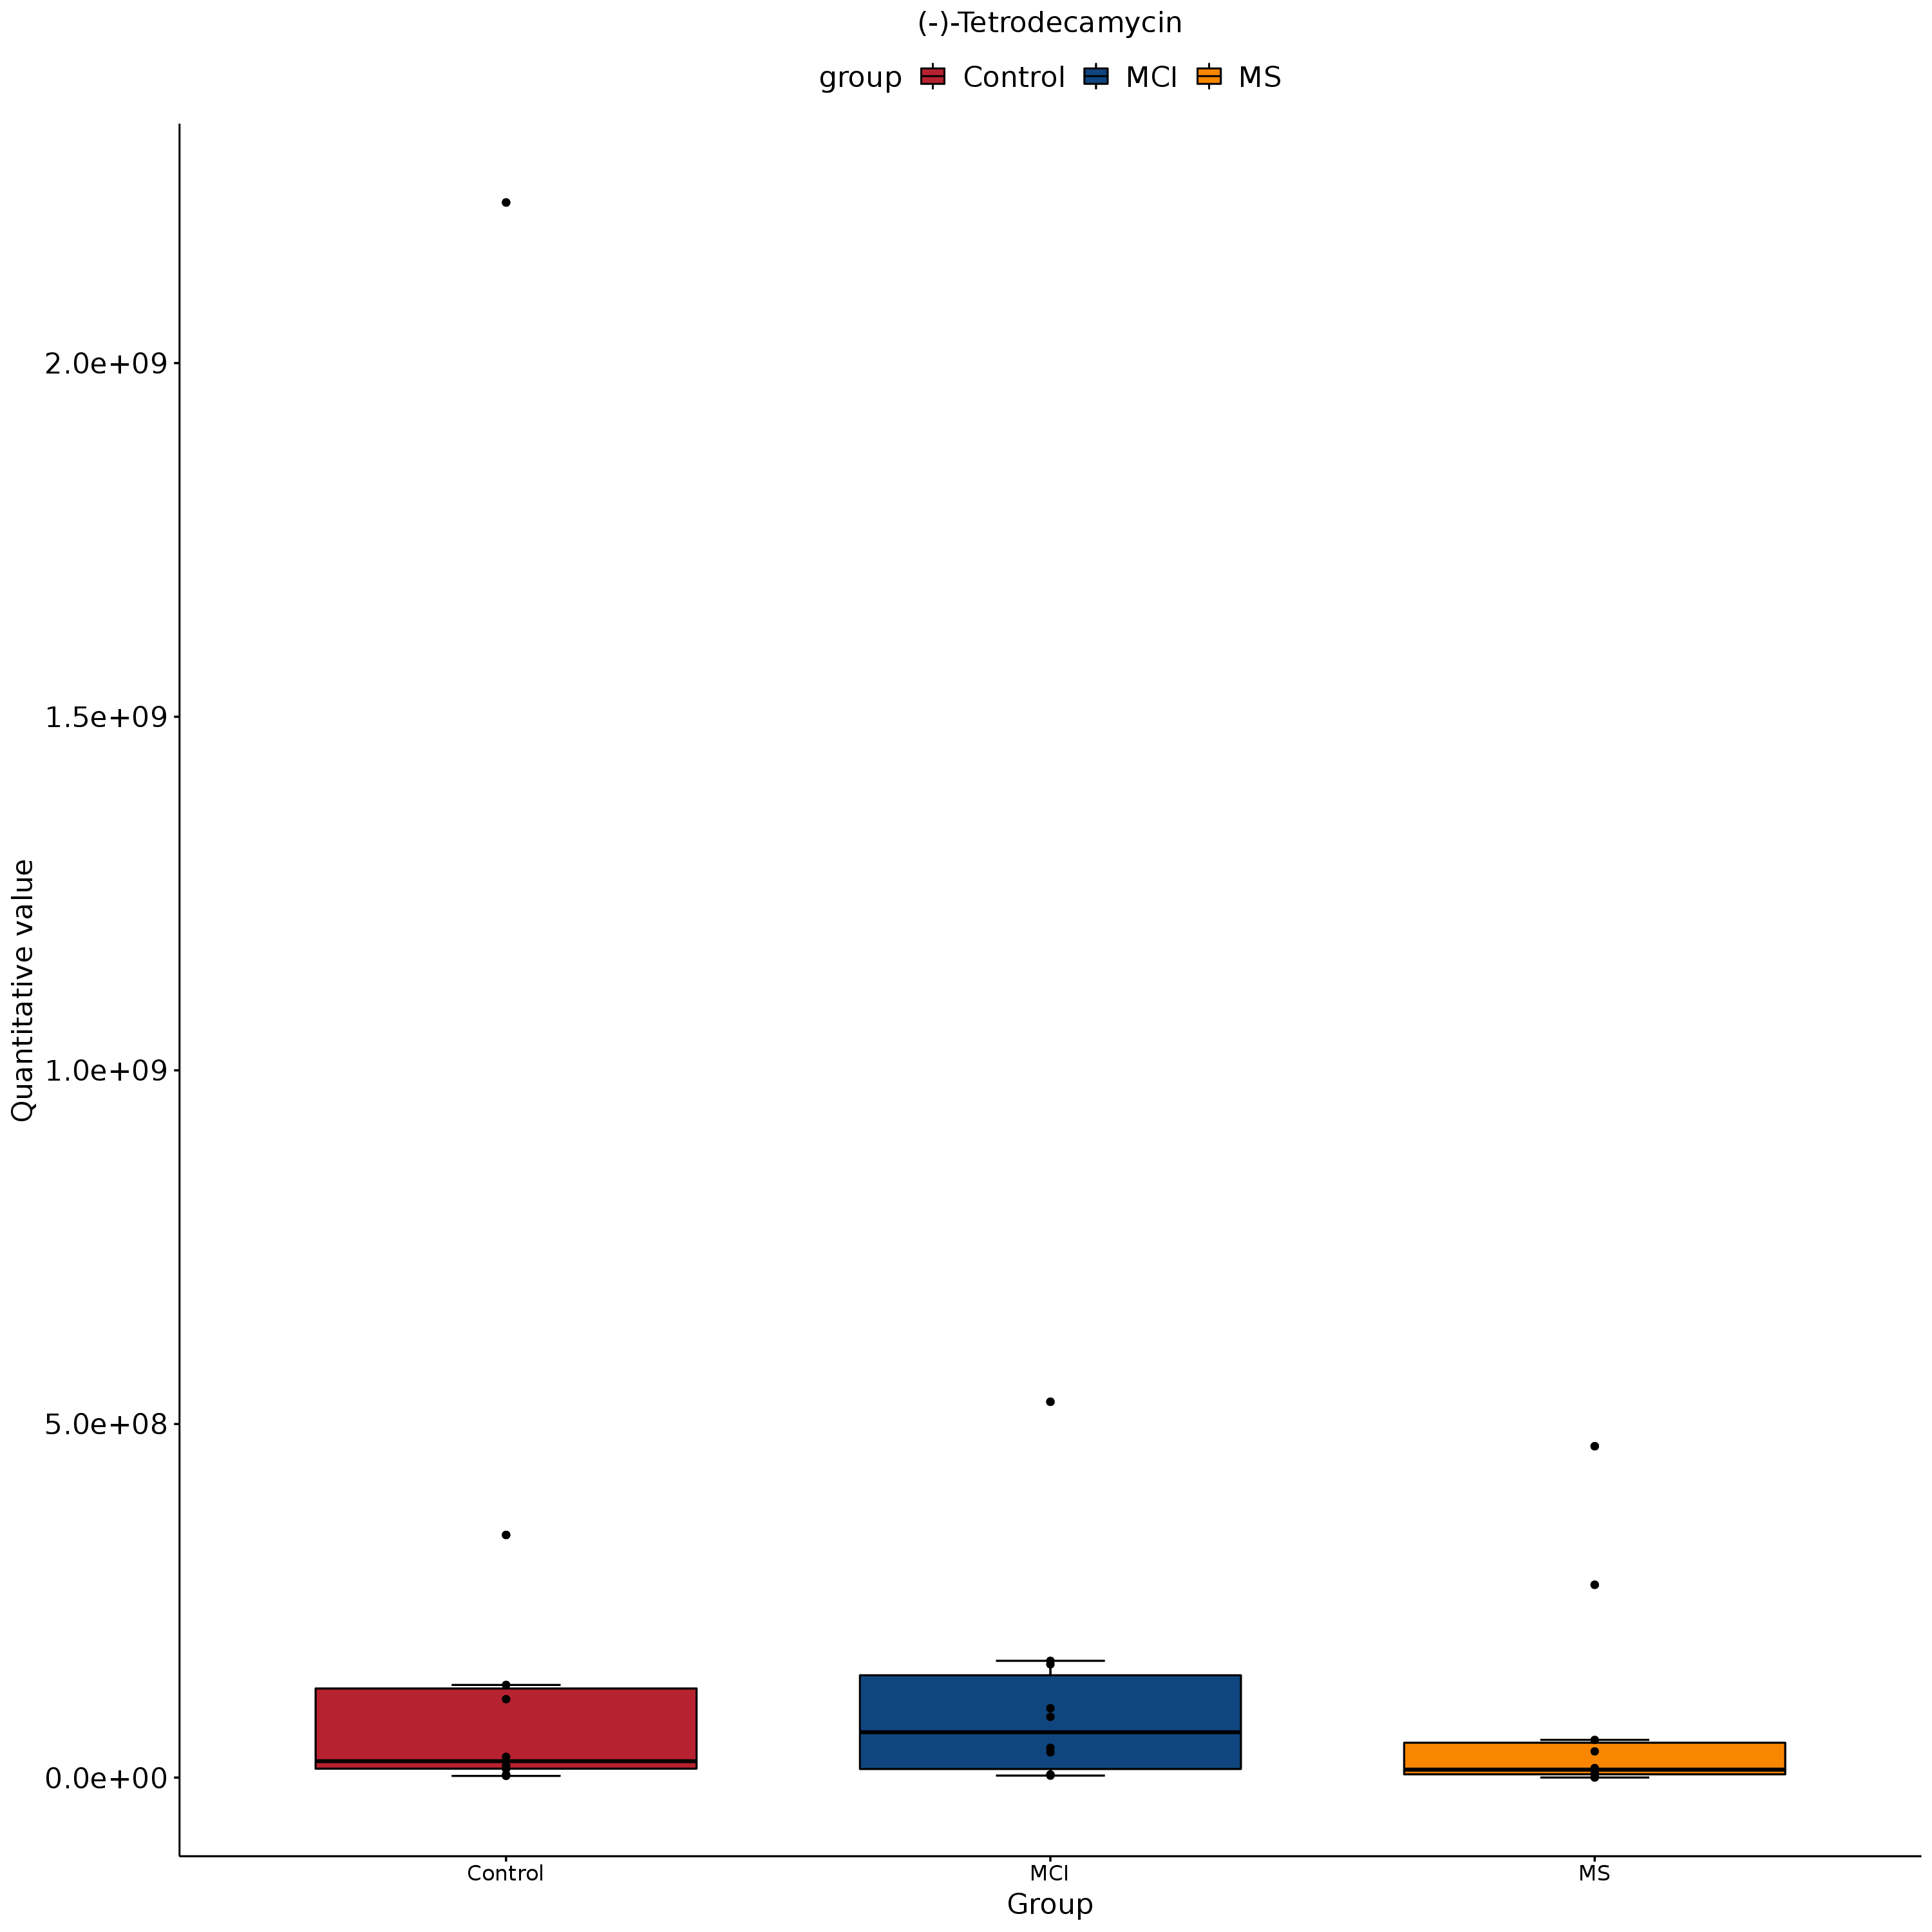 (-)-Tetrodecamycin
group Control MCI MS
Quantitative value
2.0e+09
1.5e+09
1.0e+09
5.0e+08
0.0e+00
Control MCI MS
Group